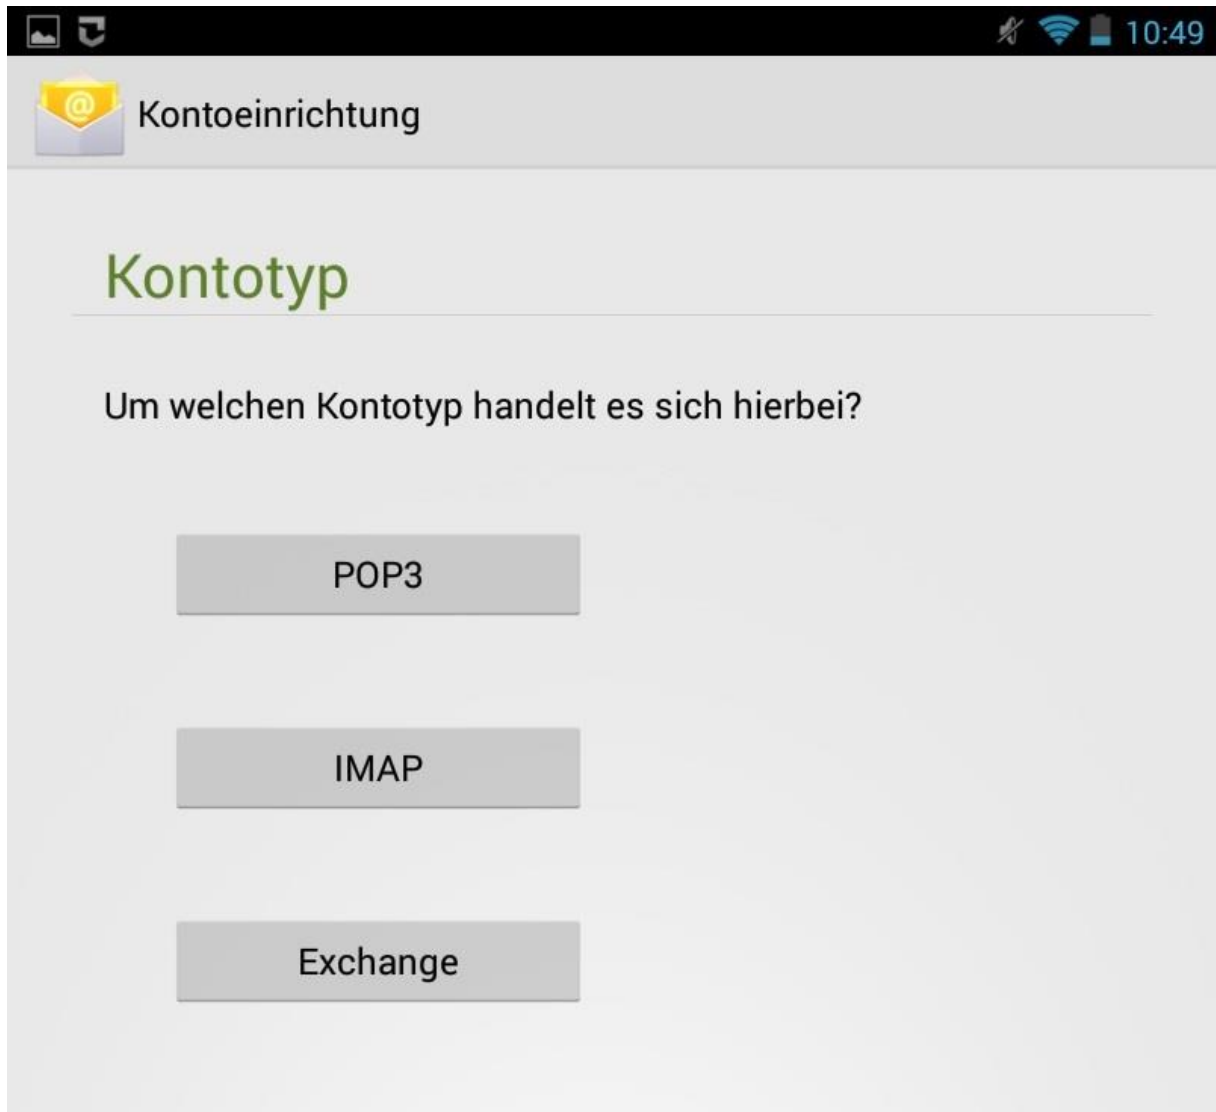 10:49
@ Kontoeinrichtung
Kontotyp
Um welchen Kontotyp handelt es sich hierbei?
POP3
IMAP
Exchange